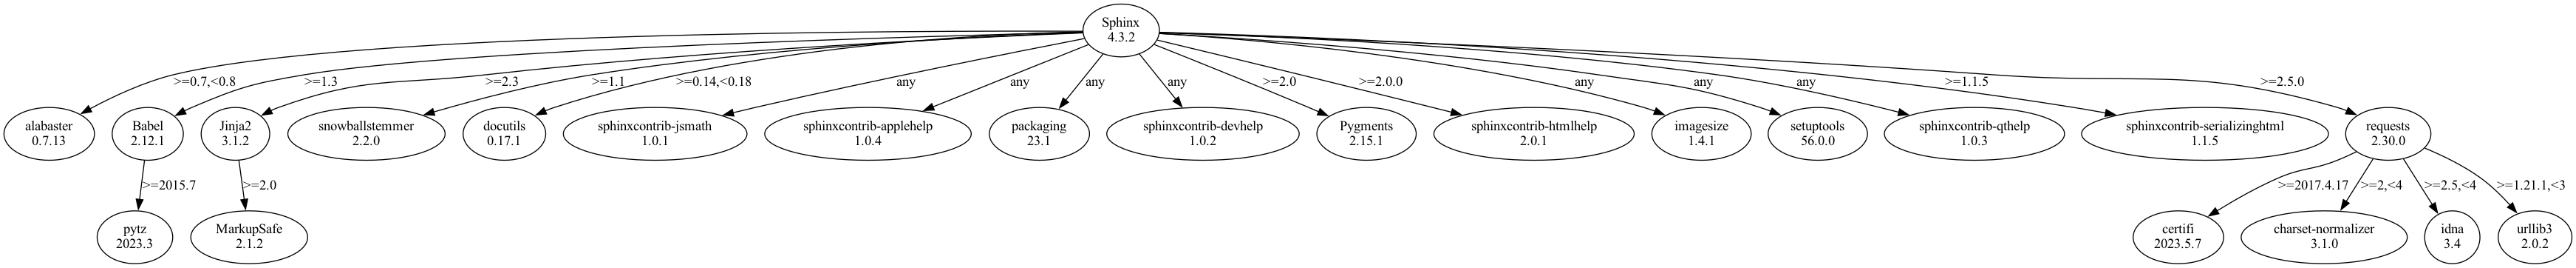 Sphinx
4.3.2
>=0.7,<0.8
>=1.3
>=2.3
>=1.1
>=0.14,<0.18
any
any
any
any
>=2.0
>=2.0.0
any
any
any
>=1.1.5
>=2.5.0
alabaster
0.7.13
Babel
2.12.1
Jinja2
3.1.2
snowballstemmer
2.2.0
docutils
0.17.1
sphinxcontrib-jsmath
1.0.1
sphinxcontrib-applehelp
1.0.4
packaging
23.1
sphinxcontrib-devhelp
1.0.2
Pygments
2.15.1
sphinxcontrib-htmlhelp
2.0.1
imagesize
1.4.1
setuptools
56.0.0
sphinxcontrib-qthelp
1.0.3
sphinxcontrib-serializinghtml
1.1.5
requests
2.30.0
>=2015.7
>=2.0
>=2017.4.17
>=2,<4
>=2.5,<4
>=1.21.1,<3
pytz
2023.3
MarkupSafe
2.1.2
certifi
2023.5.7
charset-normalizer
3.1.0
idna
3.4
urllib3
2.0.2